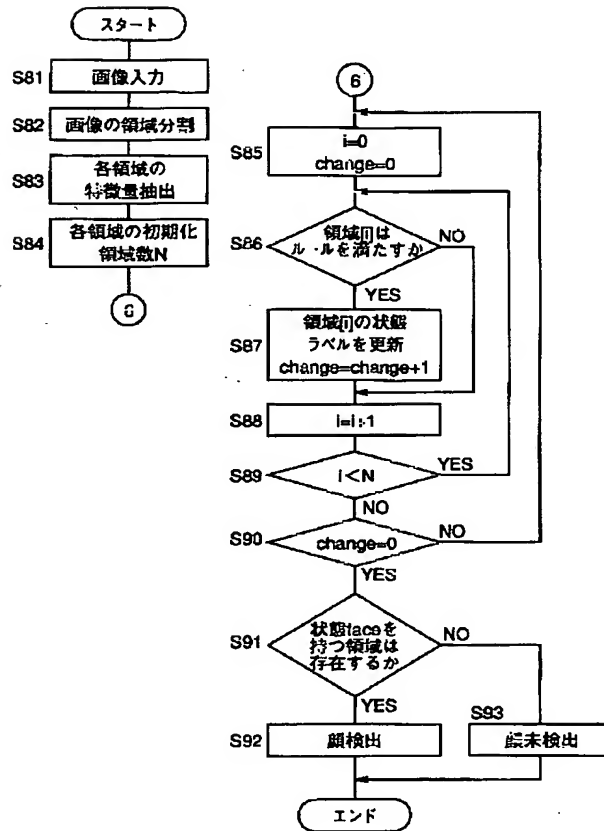 スタート
S81
画像入力
S82
画像の領域分割
S83
各領域の
特徴量抽出
S84
各領域の初期化
領域数N
6
6
S85
i=0
change=0
S86
領域[i]は
ルールを満たすか
NO
YES
S87
領域[i]の状態
ラベルを更新
change=change+1
S88
i=i+1
S89
i<N
YES
NO
S90
change=0
NO
YES
S91
状態faceを
持つ領域は
存在するか
NO
YES
S92
顔検出
S93
顔未検出
エンド